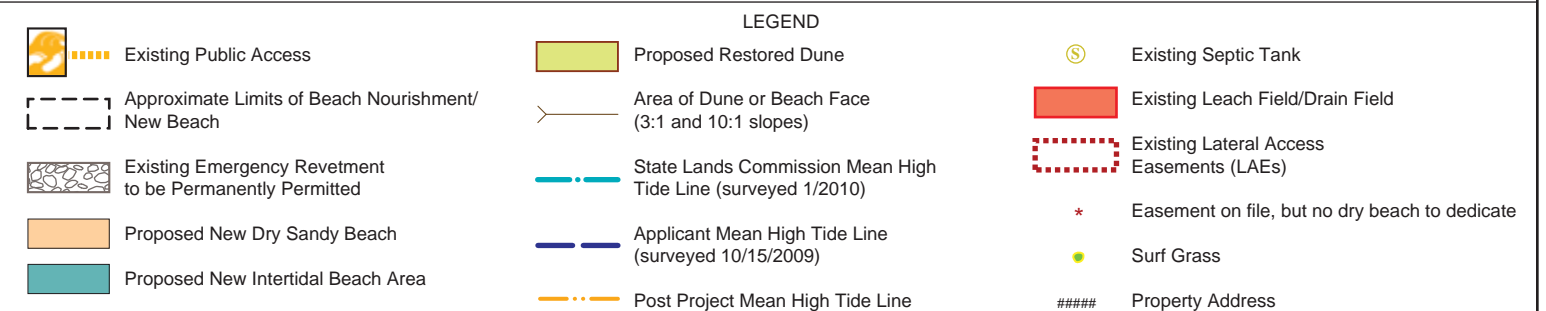 LEGEND
Existing Public Access
Approximate Limits of Beach Nourishment/
New Beach
Existing Emergency Revetment
to be Permanently Permitted
Proposed New Dry Sandy Beach
Proposed New Intertidal Beach Area
Proposed Restored Dune
Area of Dune or Beach Face
(3:1 and 10:1 slopes)
State Lands Commission Mean High
Tide Line (surveyed 1/2010)
Applicant Mean High Tide Line
(surveyed 10/15/2009)
Post Project Mean High Tide Line
S Existing Septic Tank
Existing Leach Field/Drain Field
Existing Lateral Access
Easements (LAEs)
* Easement on file, but no dry beach to dedicate
Surf Grass
##### Property Address